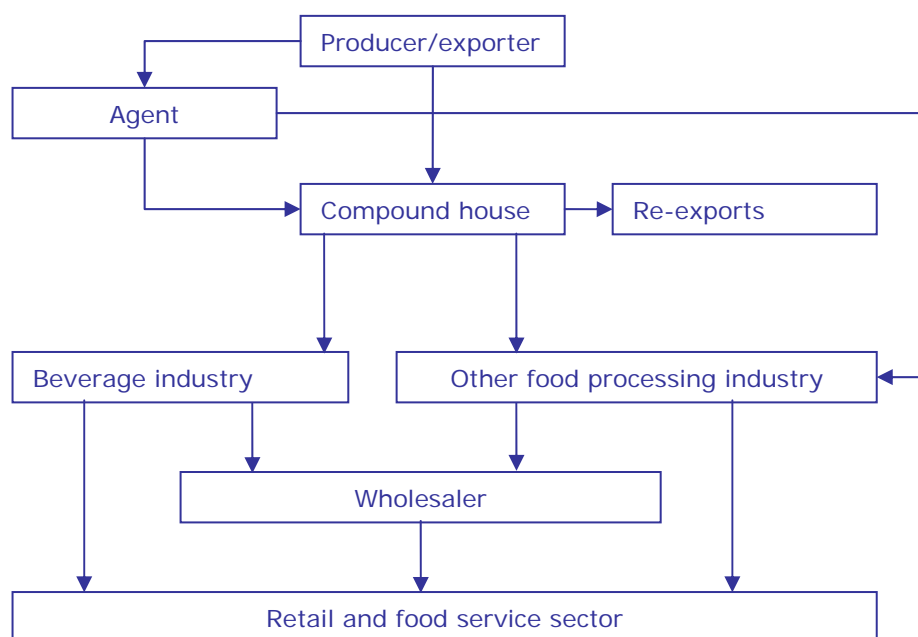 Producer/exporter
Agent
Compound house
Re-exports
Beverage industry
Other food processing industry
Wholesaler
Retail and food service sector